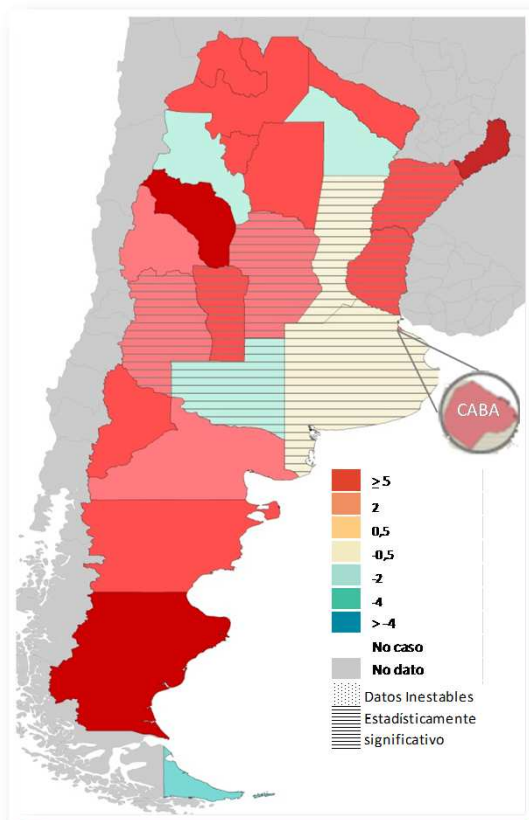 CABA
≥ 5
2
0,5
-0,5
-2
-4
> -4
No caso
No dato
Datos Inestables
Estadísticamente
significativo